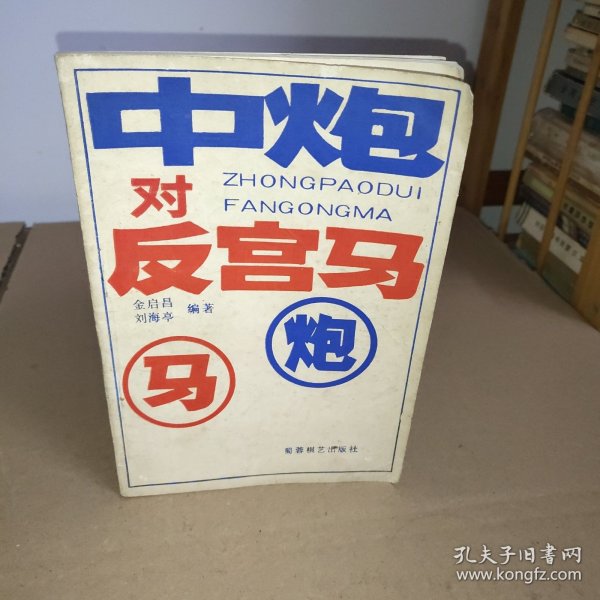 中炮
对
ZHONGPAODUI
FANGONGMA
反宫马
金启昌
刘海亭
编著
炮
马
蜀蓉棋艺出版社
孔夫子旧书网
www.kongfz.com